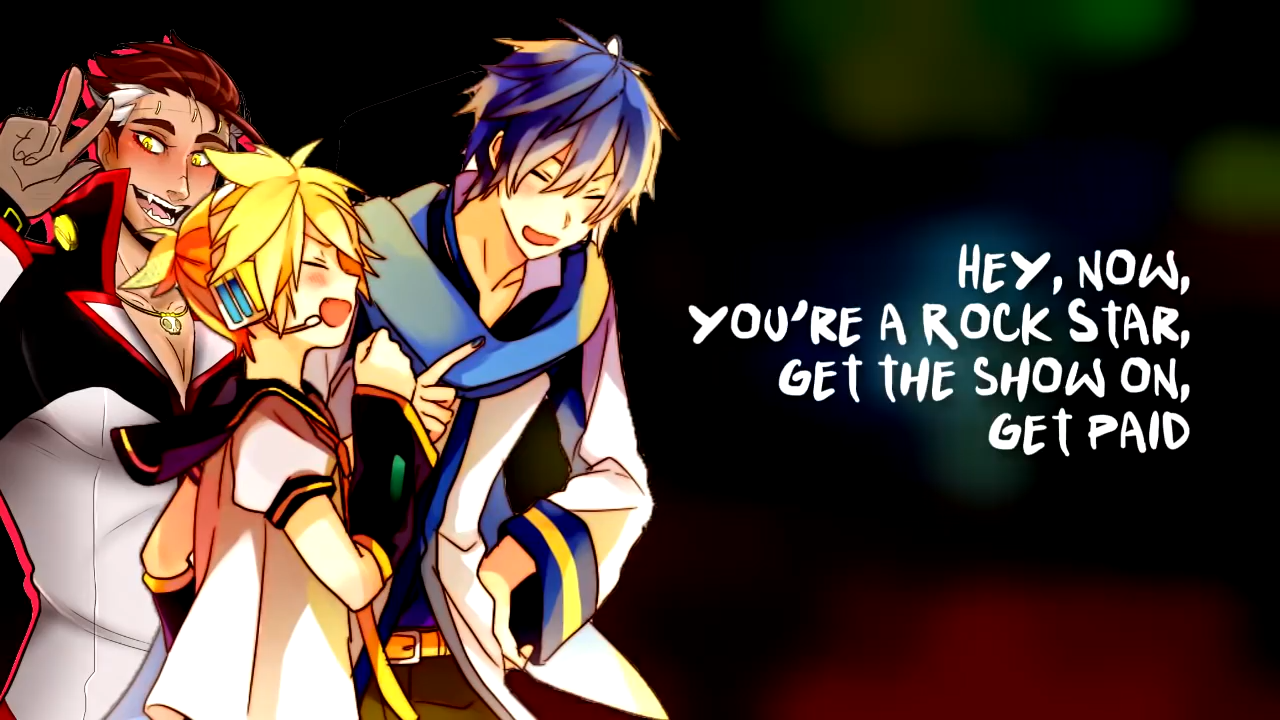 HEY, NOW,
YOU'RE A ROCK STAR,
GET THE SHOW ON,
GET PAID